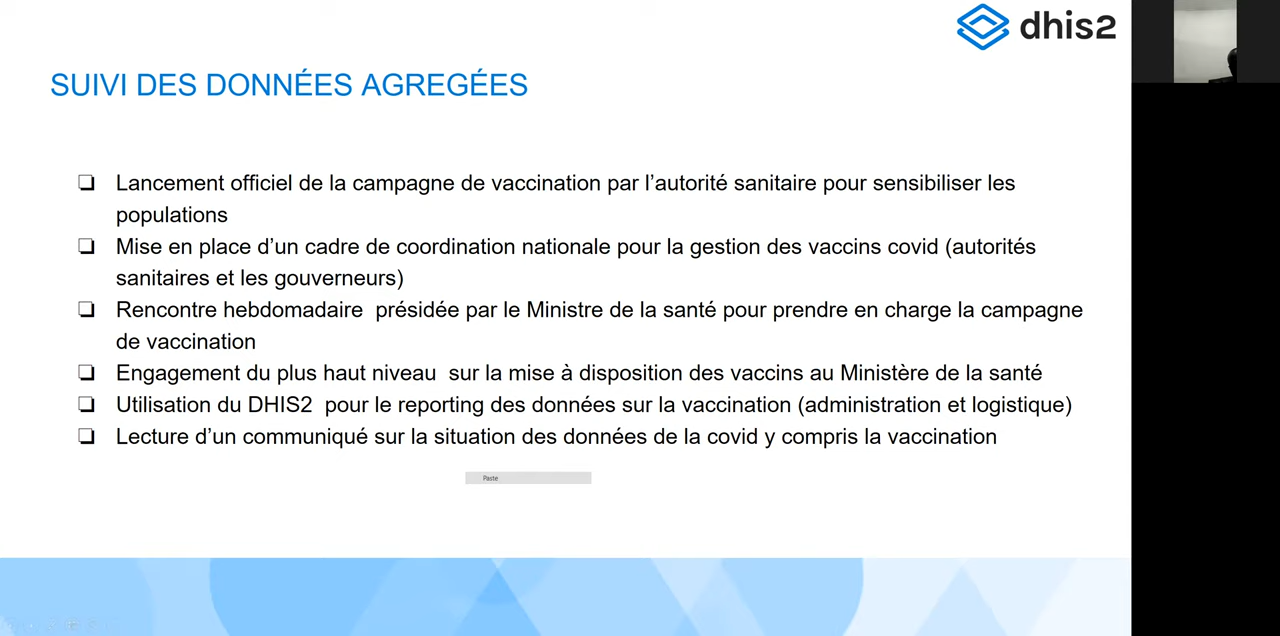 dhis2
SUIVI DES DONNÉES AGREGÉES
Lancement officiel de la campagne de vaccination par l’autorité sanitaire pour sensibiliser les
populations
Mise en place d’un cadre de coordination nationale pour la gestion des vaccins covid (autorités
sanitaires et les gouverneurs)
Rencontre hebdomadaire  présidée par le Ministre de la santé pour prendre en charge la campagne
de vaccination
Engagement du plus haut niveau  sur la mise à disposition des vaccins au Ministère de la santé
Utilisation du DHIS2  pour le reporting des données sur la vaccination (administration et logistique)
Lecture d’un communiqué sur la situation des données de la covid y compris la vaccination
Paste